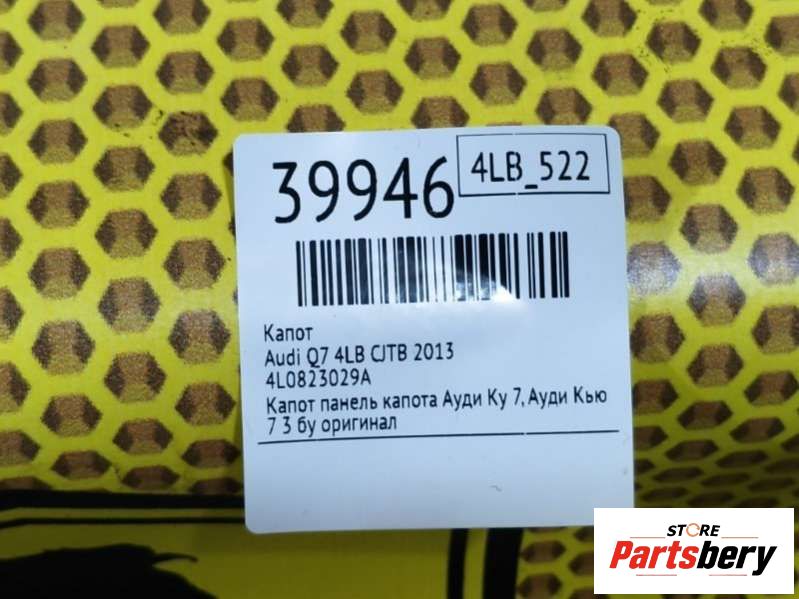 39946
4LB_522
Капот
Audi Q7 4LB CJTB 2013
4L0823029A
Капот панель капота Ауди Ку 7, Ауди Кью
7 3 бу оригинал
STORE
Partsbery